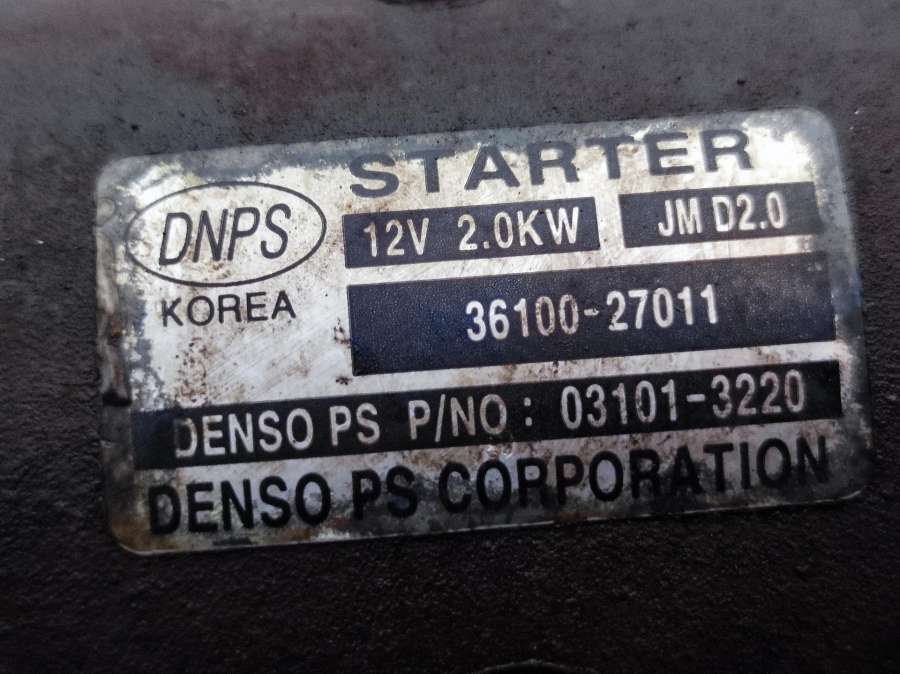 STARTER
DNPS
12V 2.0KW
JM D2.0
KOREA
36100-27011
DENSO PS P/NO: 03101-3220
DENSO PS CORPORATION